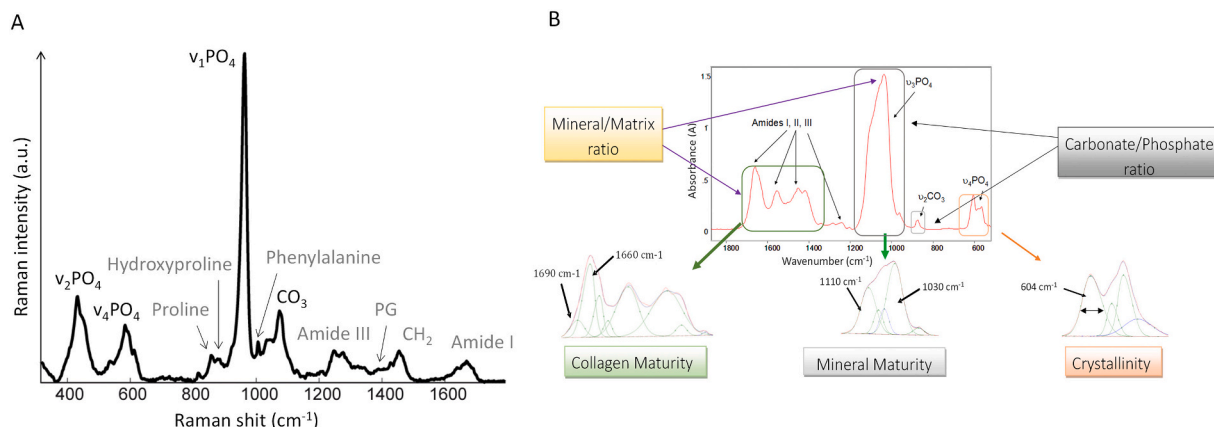 A
ν₁PO₄
ν₂PO₄
ν₄PO₄
Hydroxyproline
Proline
Phenylalanine
CO₃
Amide III
PG
CH₂
Amide I
Raman intensity (a.u.)
400 600 800 1000 1200 1400 1600
Raman shit (cm⁻¹)
B
Mineral/Matrix
ratio
Carbonate/Phosphate
ratio
1.5
1
.5
0
Absorbance (A)
Amides I, II, III
υ₃PO₄
υ₂CO₃
υ₄PO₄
1800 1600 1400 1200 1000 800 600
Wavenumber (cm⁻¹)
1660 cm-1
1690 cm-1
Collagen Maturity
1110 cm⁻¹
1030 cm⁻¹
Mineral Maturity
604 cm⁻¹
Crystallinity